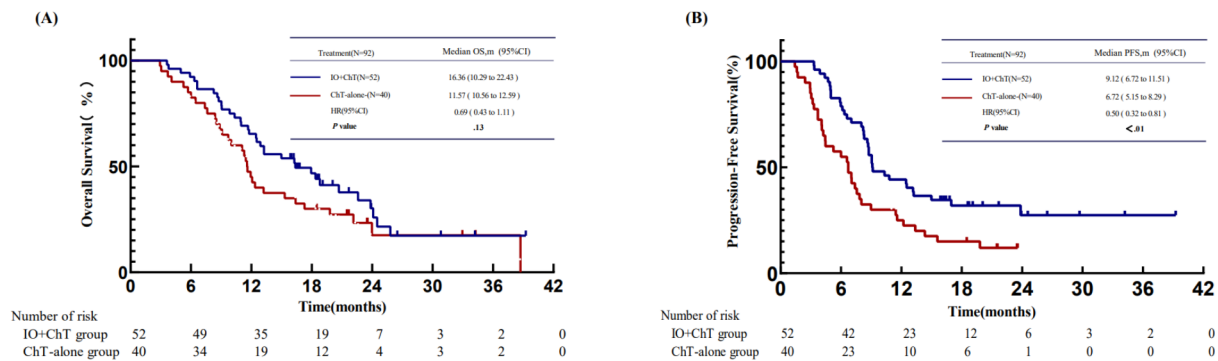 (A)
Overall Survival( %)
100
50
0
Treatment(N=92) Median OS,m (95%CI)
IO+ChT(N=52) 16.36 (10.29 to 22.43)
ChT-alone-(N=40) 11.57 (10.56 to 12.59)
HR(95%CI) 0.69 (0.43 to 1.11)
P value .13
0 6 12 18 24 30 36 42
Time(months)
Number of risk
IO+ChT group 52 49 35 19 7 3 2 0
ChT-alone group 40 34 19 12 4 3 2 0
(B)
Progression-Free Survival(%)
100
50
0
Treatment(N=92) Median PFS,m (95%CI)
IO+ChT(N=52) 9.12 ( 6.72 to 11.51)
ChT-alone-(N=40) 6.72 ( 5.15 to 8.29)
HR(95%CI) 0.50 ( 0.32 to 0.81)
P value <.01
0 6 12 18 24 30 36 42
Time(months)
Number of risk
IO+ChT group 52 42 23 12 6 3 2 0
ChT-alone group 40 23 10 6 1 0 0 0